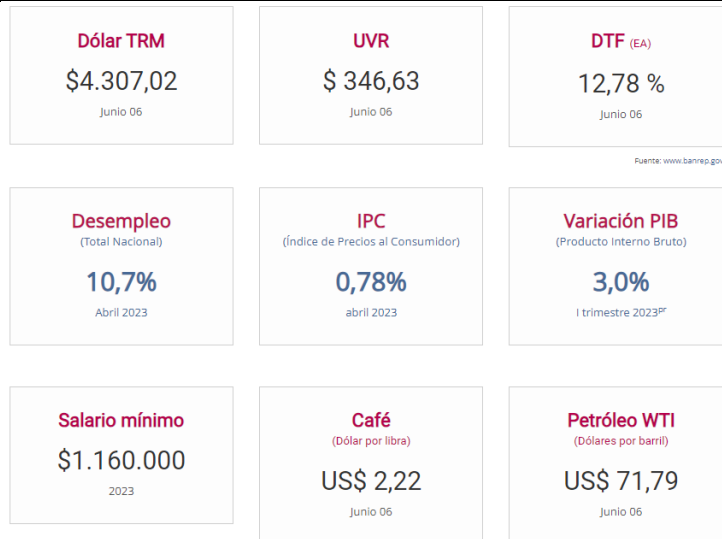 Dólar TRM
$4.307,02
Junio 06
UVR
$ 346,63
Junio 06
DTF (EA)
12,78 %
Junio 06
Fuente: www.banrep.gov
Desempleo
(Total Nacional)
10,7%
Abril 2023
IPC
(Índice de Precios al Consumidor)
0,78%
abril 2023
Variación PIB
(Producto Interno Bruto)
3,0%
I trimestre 2023pr
Salario mínimo
$1.160.000
2023
Café
(Dólar por libra)
US$ 2,22
Junio 06
Petróleo WTI
(Dólares por barril)
US$ 71,79
Junio 06